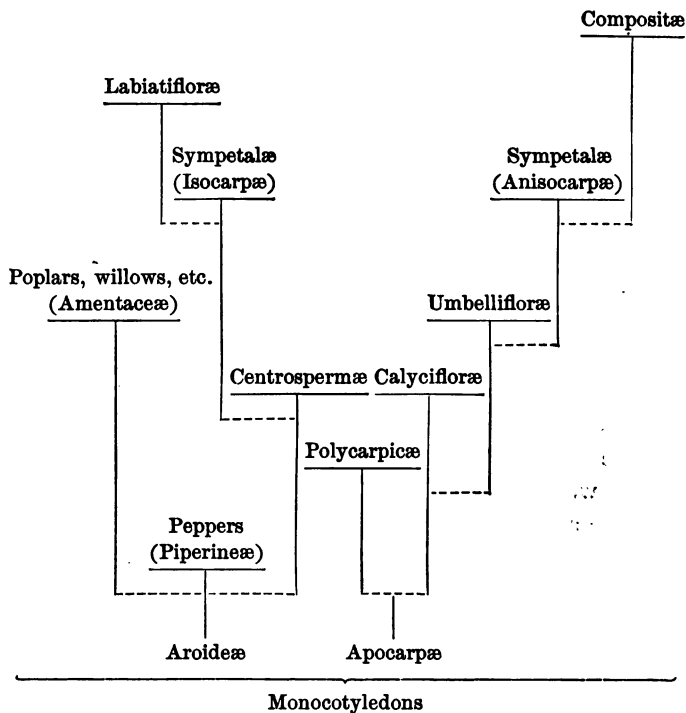 Compositæ
Labiatifloræ
Sympetalæ
(Isocarpæ)
Sympetalæ
(Anisocarpæ)
Poplars, willows, etc.
(Amentaceæ)
Umbellifloræ
Centrospermæ
Calycifloræ
Polycarpicæ
Peppers
(Piperineæ)
Aroideæ
Apocarpæ
Monocotyledons